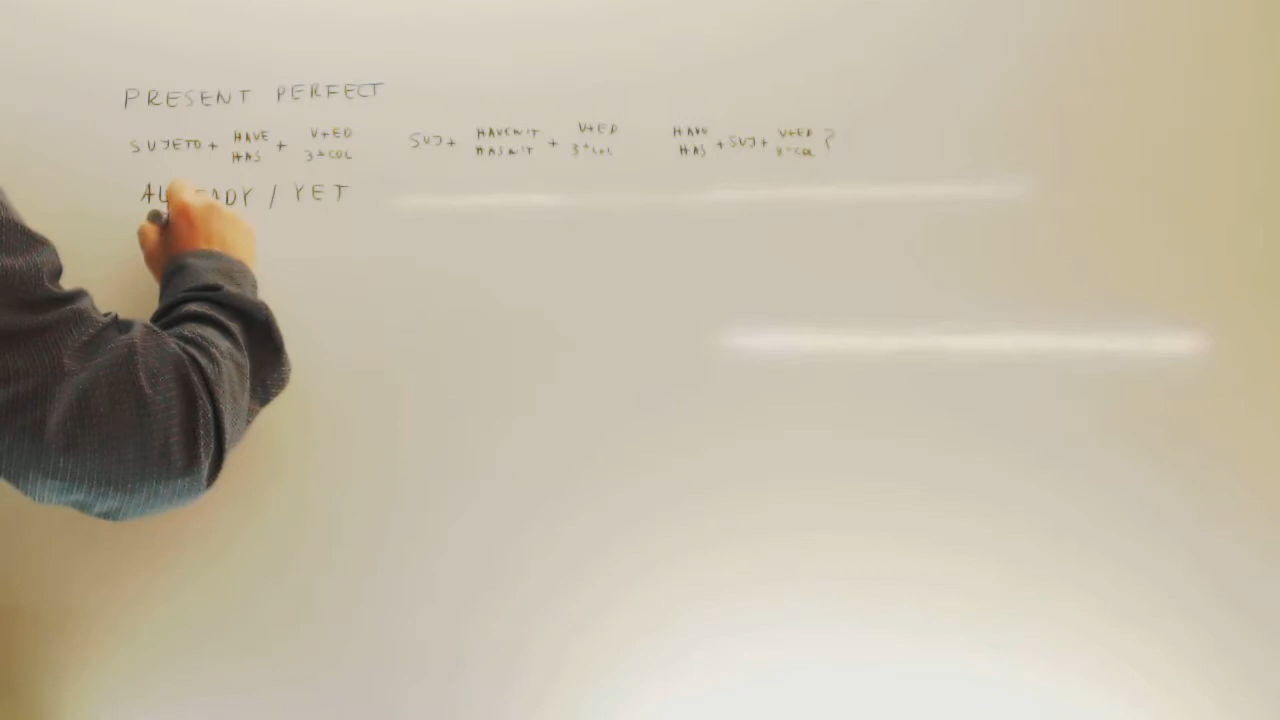 PRESENT PERFECT
SUJETO + HAVE HAS + V+ED 3ª COL SUJ + HAVEN'T HASN'T + V+ED 3ª COL HAVE HAS + SUJ + V+ED 3ª COL ?
/ YET